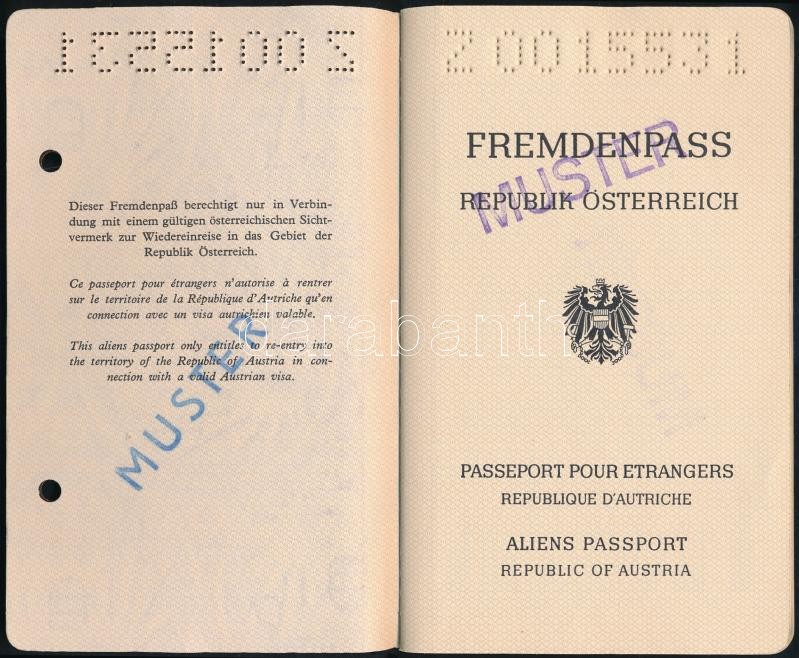 Z 0015531
Dieser Fremdenpaß berechtigt nur in Verbin-
dung mit einem gültigen österreichischen Sicht-
vermerk zur Wiedereinreise in das Gebiet der
Republik Österreich.
Ce passeport pour étrangers n'autorise à rentrer
sur le territoire de la République d'Autriche qu'en
connection avec un visa autrichien valable.
This aliens passport only entitles to re-entry into
the territory of the Republic of Austria in con-
nection with a valid Austrian visa.
MUSTER
Z 0015531
FREMDENPASS
MUSTER
REPUBLIK ÖSTERREICH
darabanth
PASSEPORT POUR ETRANGERS
REPUBLIQUE D'AUTRICHE
ALIENS PASSPORT
REPUBLIC OF AUSTRIA